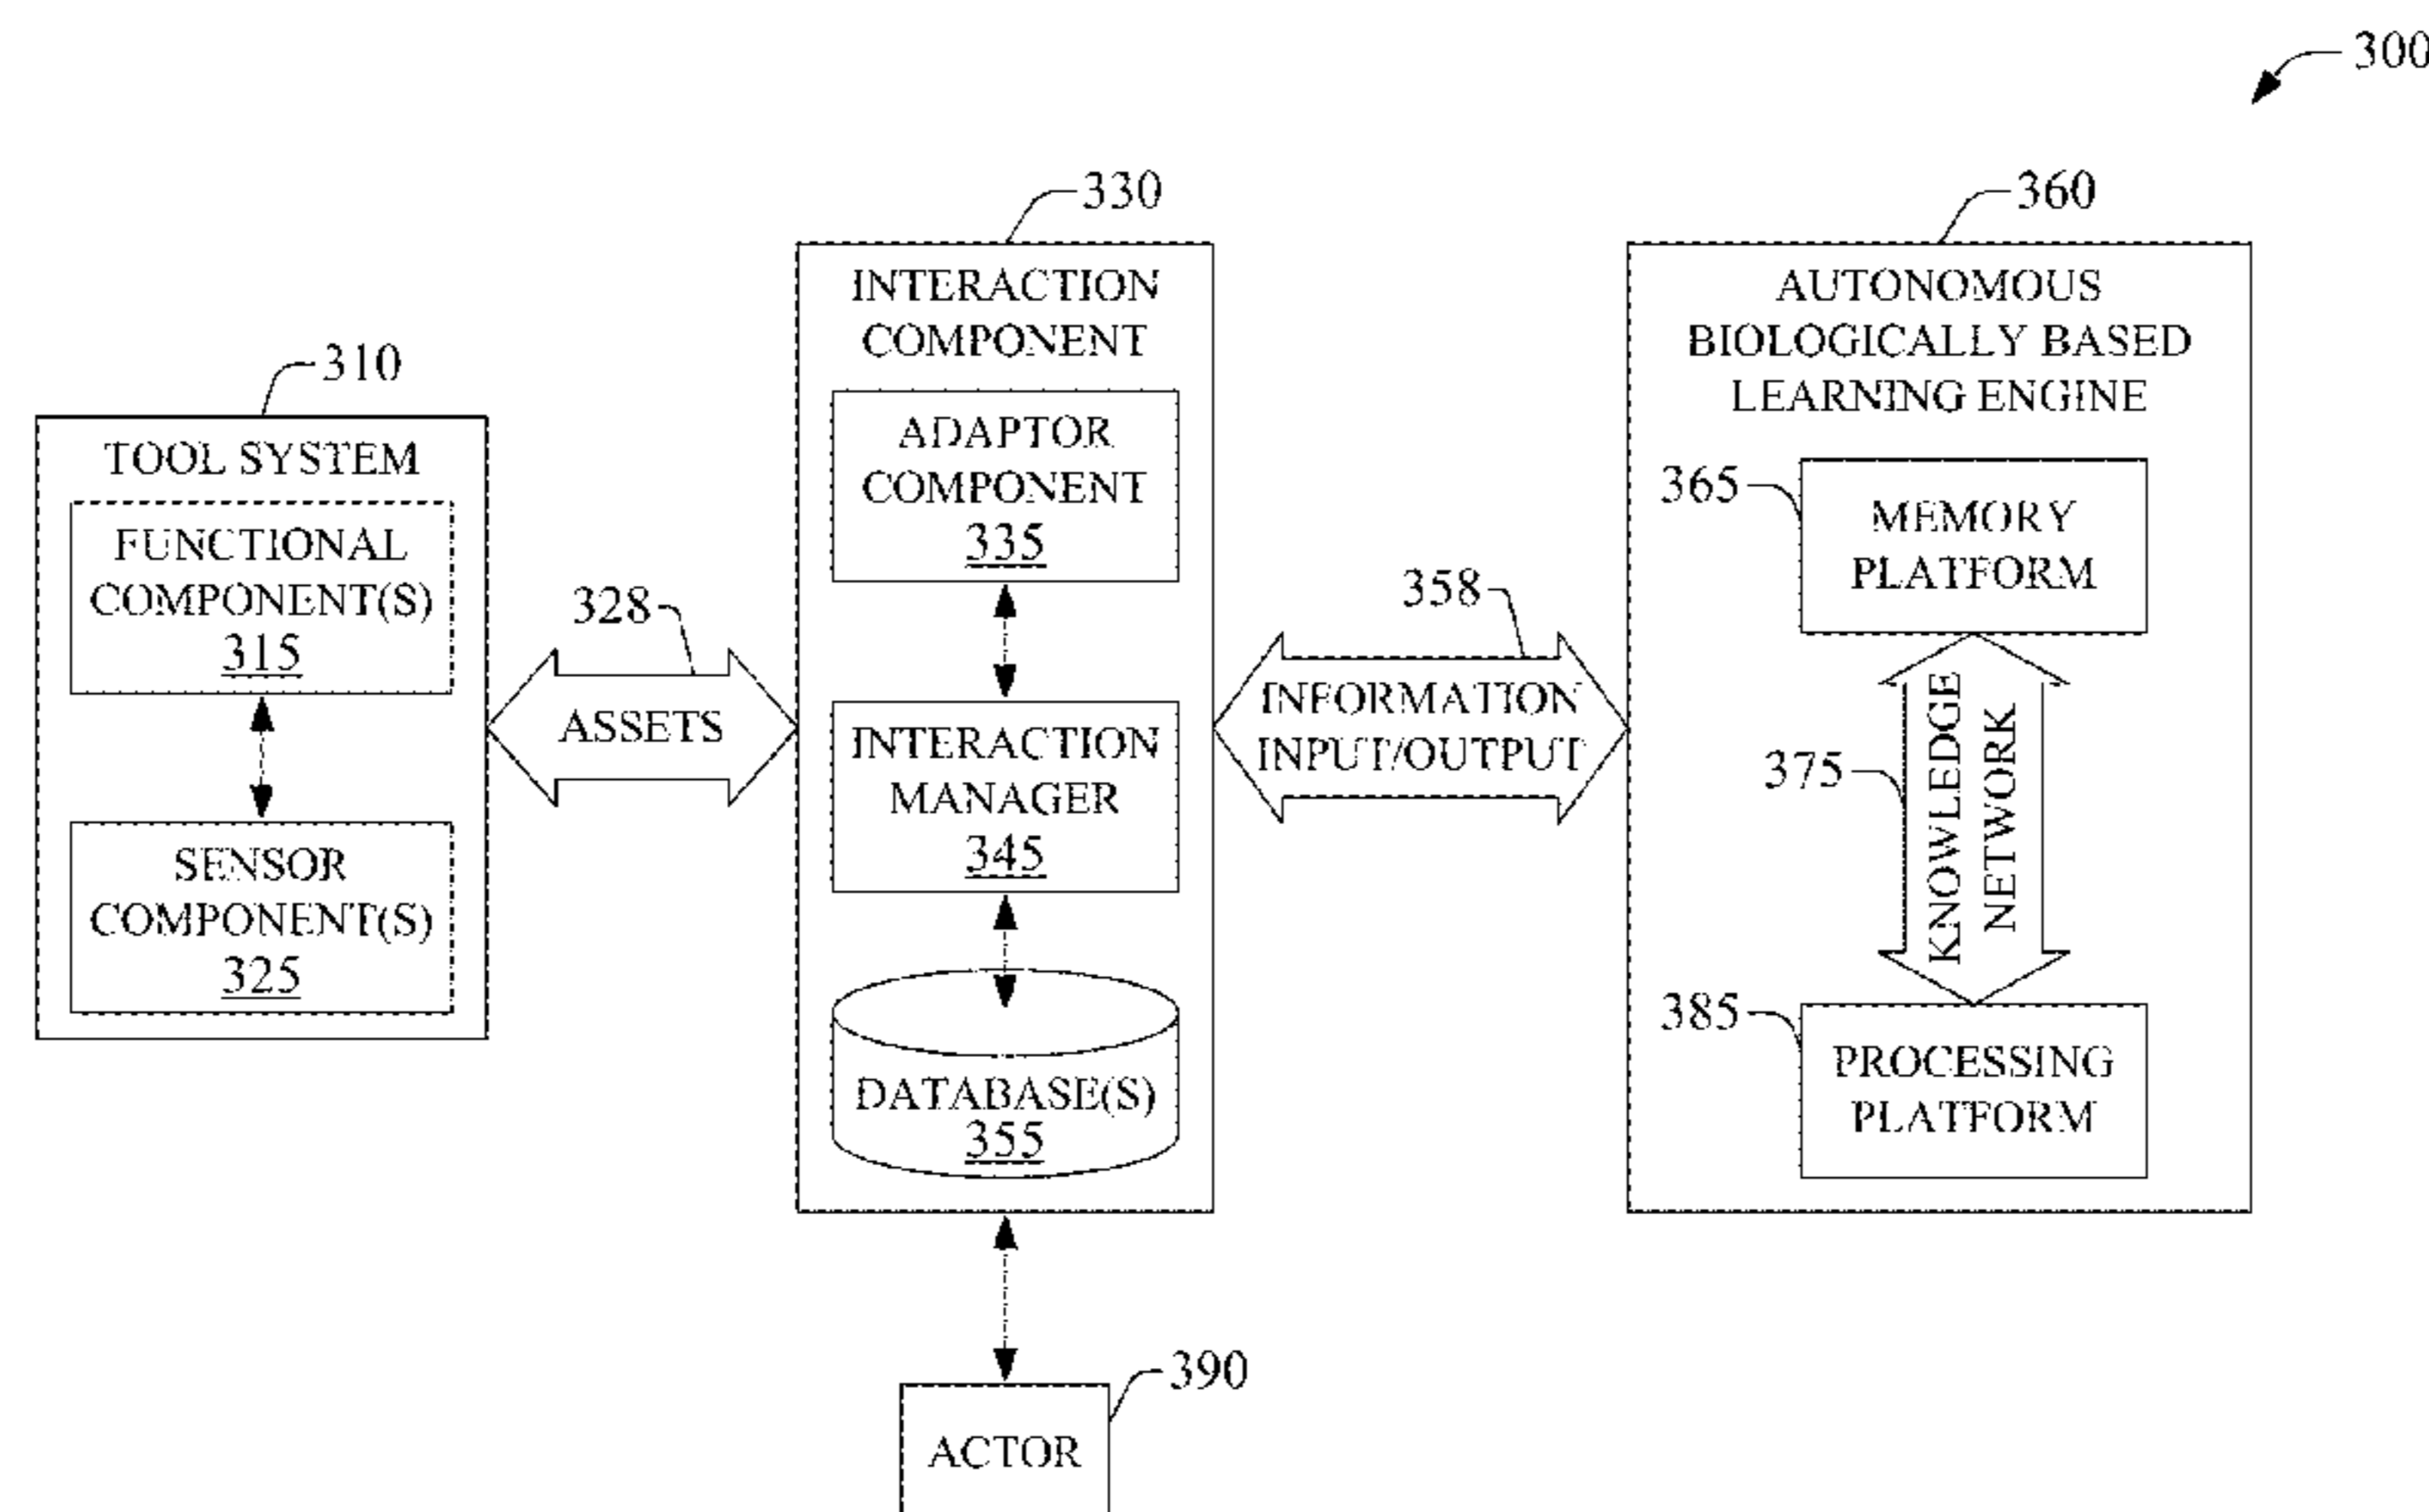 300
310
TOOL SYSTEM
FUNCTIONAL
COMPONENT(S)
315
SENSOR
COMPONENT(S)
325
328
ASSETS
330
INTERACTION
COMPONENT
ADAPTOR
COMPONENT
335
INTERACTION
MANAGER
345
DATABASE(S)
355
358
INFORMATION
INPUT/OUTPUT
360
AUTONOMOUS
BIOLOGICALLY BASED
LEARNING ENGINE
365
MEMORY
PLATFORM
375
KNOWLEDGE
NETWORK
385
PROCESSING
PLATFORM
390
ACTOR